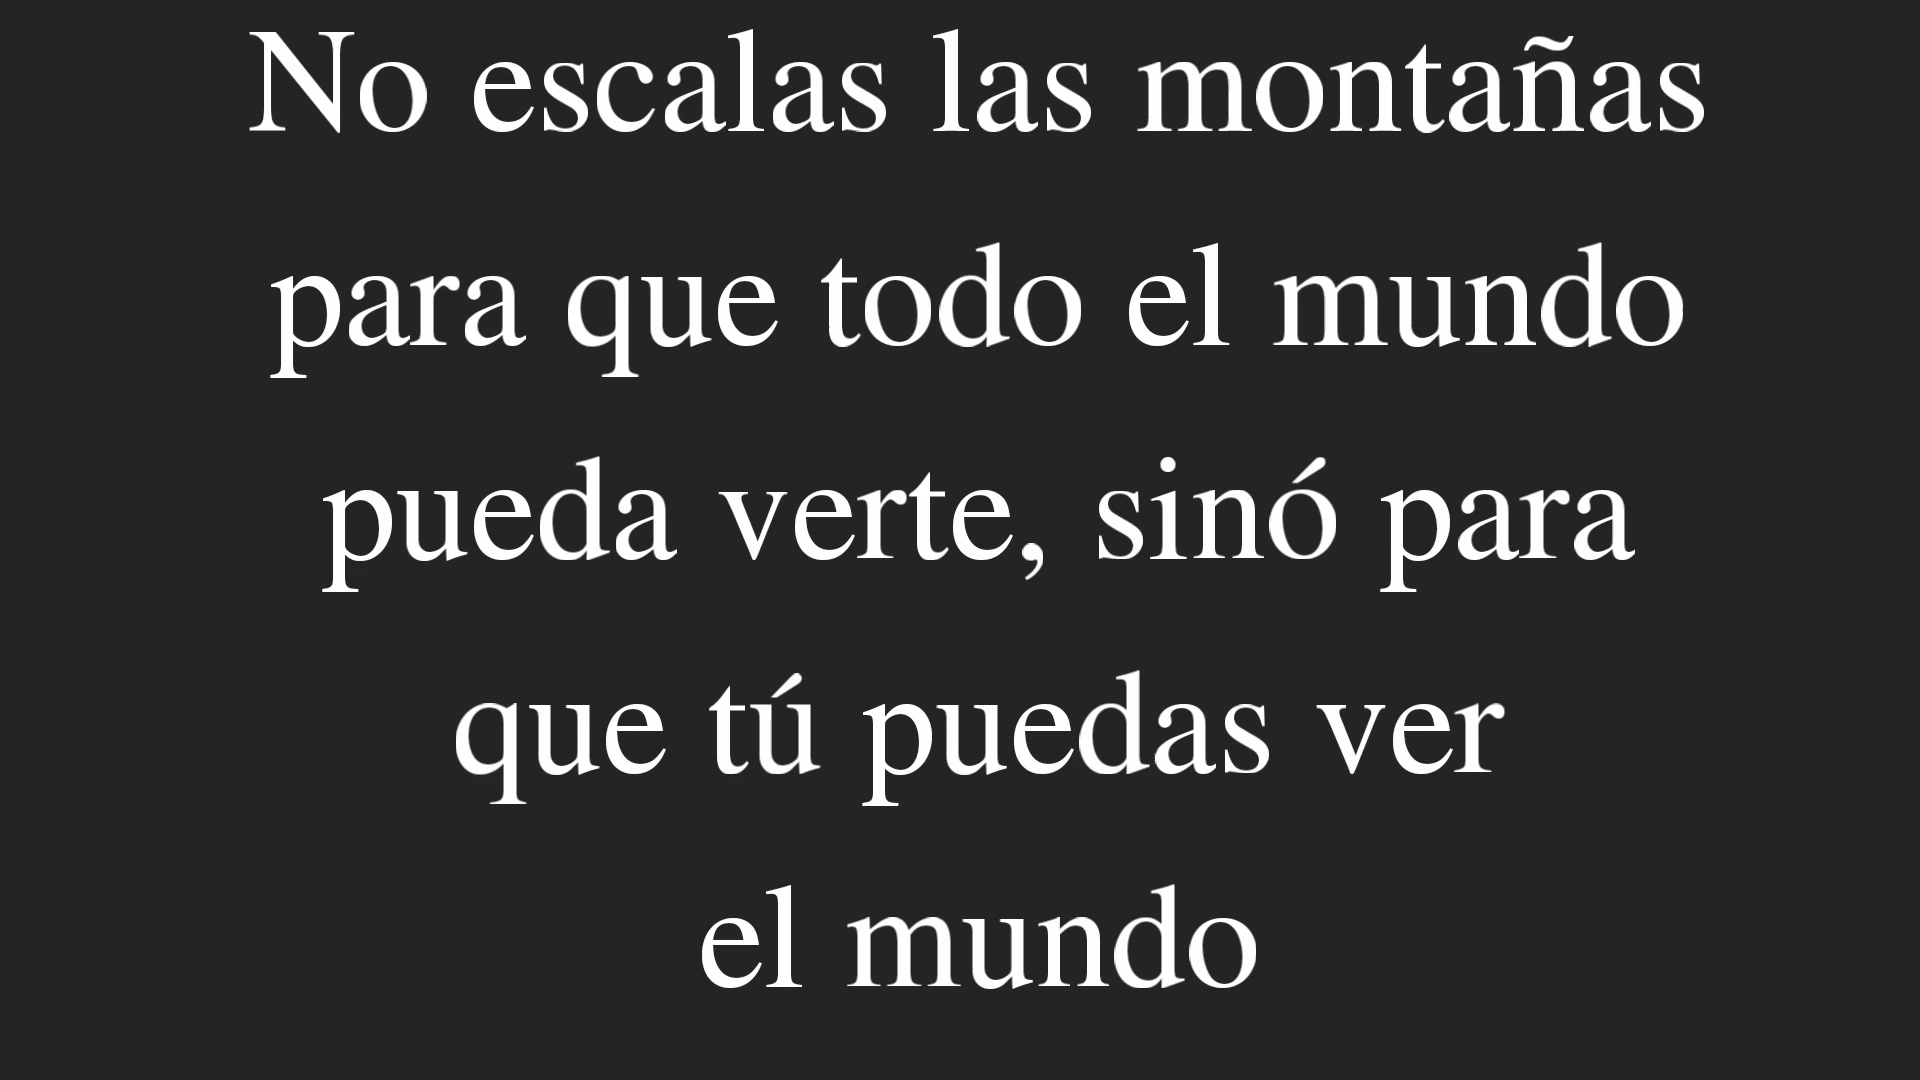 No escalas las montañas
para que todo el mundo
pueda verte, sinó para
que tú puedas ver
el mundo